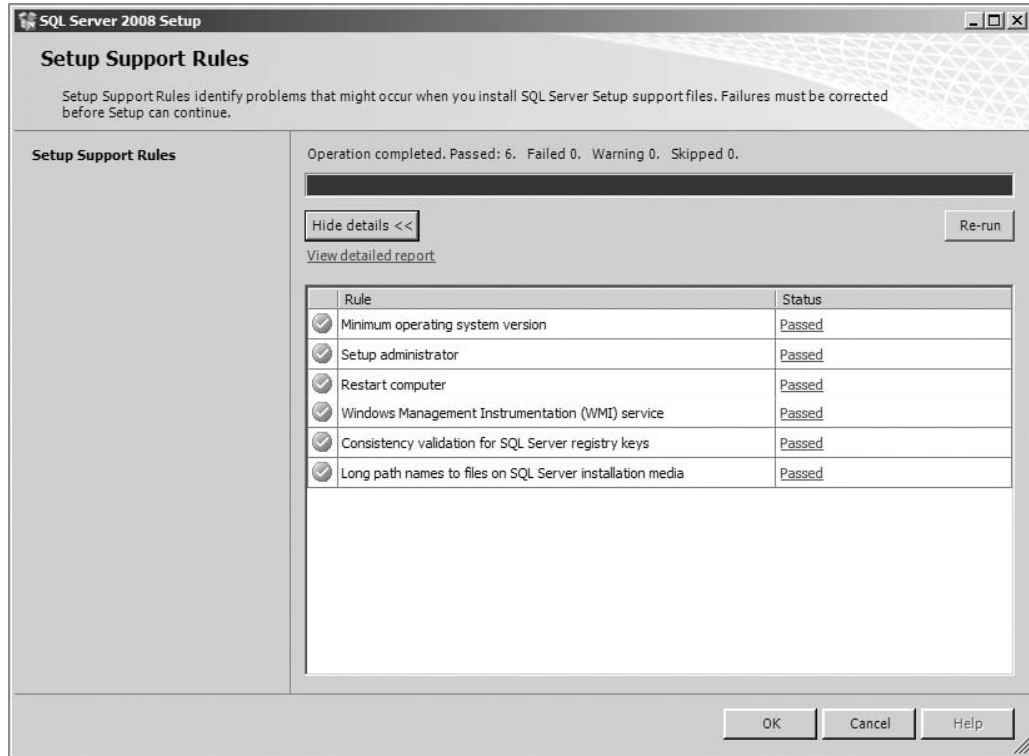 SQL Server 2008 Setup
Setup Support Rules
Setup Support Rules identify problems that might occur when you install SQL Server Setup support files. Failures must be corrected
before Setup can continue.
Setup Support Rules
Operation completed. Passed: 6. Failed 0. Warning 0. Skipped 0.
Hide details <<
Re-run
View detailed report
Rule Status
Minimum operating system version Passed
Setup administrator Passed
Restart computer Passed
Windows Management Instrumentation (WMI) service Passed
Consistency validation for SQL Server registry keys Passed
Long path names to files on SQL Server installation media Passed
OK Cancel Help